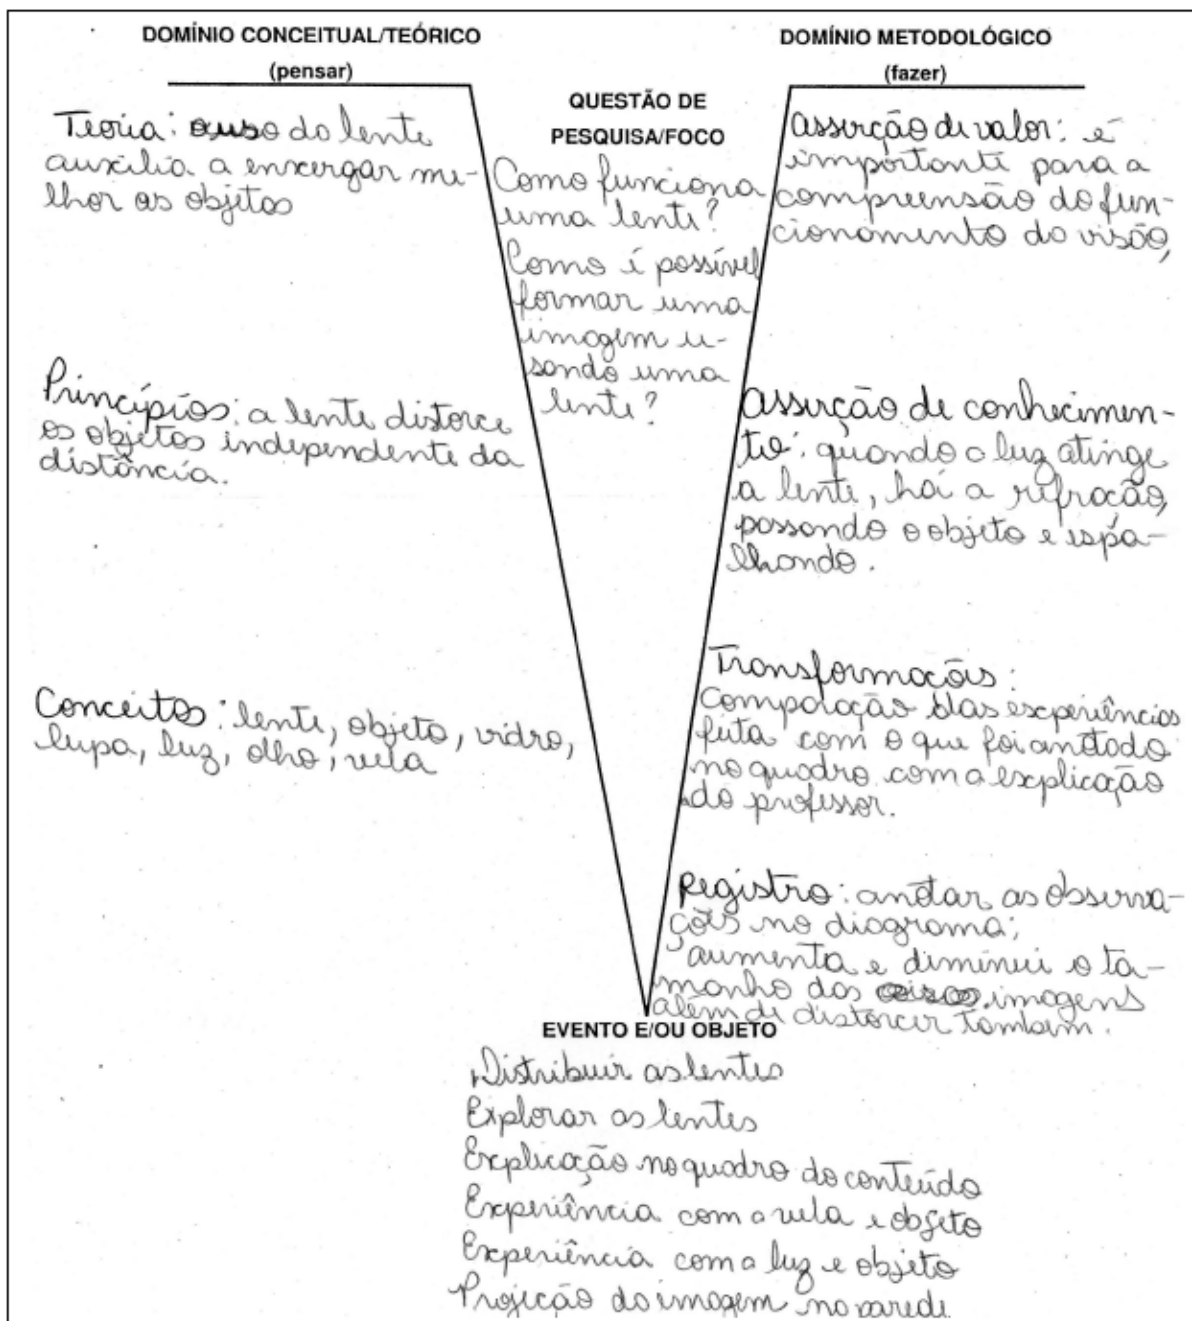 DOMÍNIO CONCEITUAL/TEÓRICO
(pensar)
Teoria: o uso da lente
auxilia a enxergar me-
lhor os objetos
Princípios: a lente distorce
os objetos independente da
distância.
Conceitos: lente, objeto, vidro,
lupa, luz, olho, vela
QUESTÃO DE
PESQUISA/FOCO
Como funciona
uma lente?
Como é possível
formar uma
imagem u-
sando uma
lente?
DOMÍNIO METODOLÓGICO
(fazer)
Asserção de valor: é
importante para a
compreensão do fun-
cionamento da visão,
Asserção de conhecimen-
to: quando a luz atinge
a lente, há a refração,
passando o objeto e espa-
lhando.
Transformações:
Comparação das experiências
feita com o que foi anotado
no quadro com a explicação
do professor.
Registro: anotar as observa-
ções no diagrama;
aumenta e diminui o ta-
manho das imagens
além de distorcer também.
EVENTO E/OU OBJETO
Distribuir as lentes
Explorar as lentes
Explicação no quadro do conteúdo
Experiência com a vela e objeto
Experiência com a luz e objeto
Projeção da imagem na parede